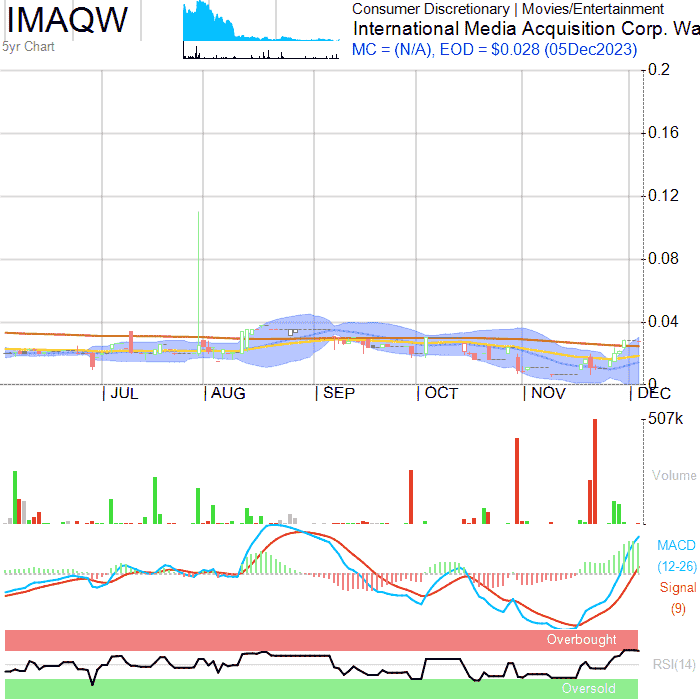 IMAQW
5yr Chart
Consumer Discretionary | Movies/Entertainment
International Media Acquisition Corp. Wa
MC = (N/A), EOD = $0.028 (05Dec2023)
0.2
0.16
0.12
0.08
0.04
0
JUL AUG SEP OCT NOV DEC
507k
Volume
MACD
(12-26)
Signal
(9)
Overbought
RSI(14)
Oversold